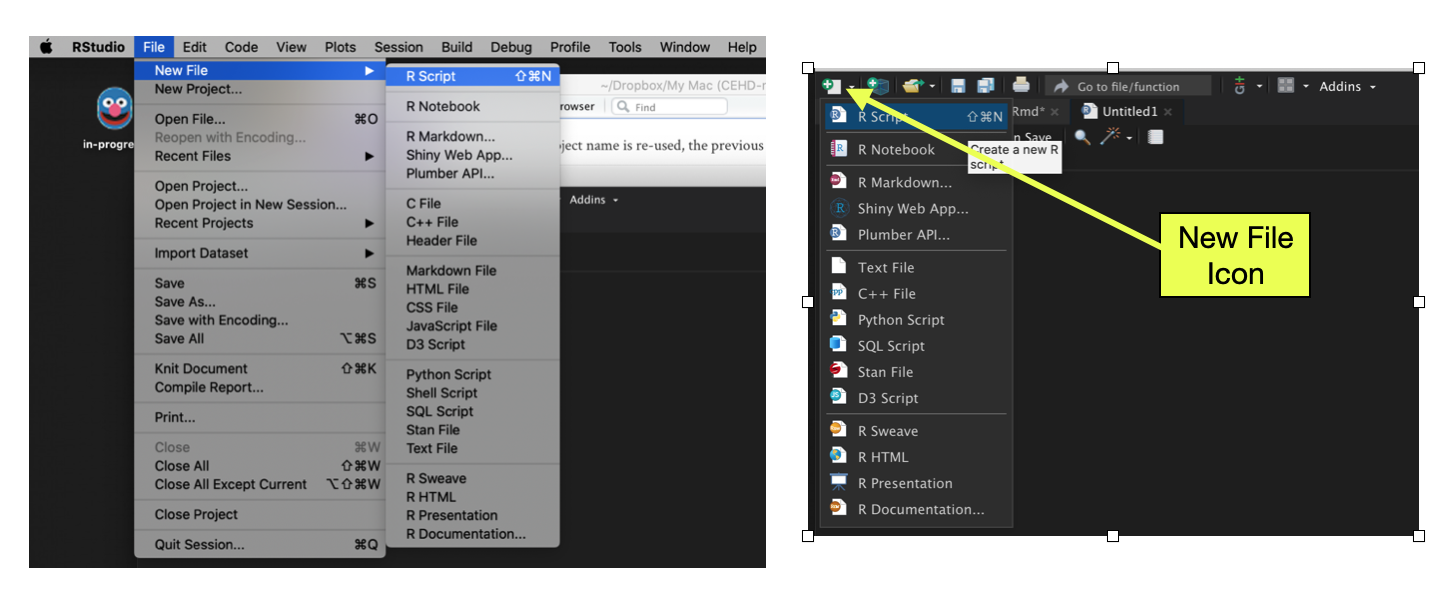 RStudio File Edit Code View Plots Session Build Debug Profile Tools Window Help
New File
New Project...
Open File... ⌘O
Reopen with Encoding...
Recent Files
Open Project...
Open Project in New Session...
Recent Projects
Import Dataset
Save ⌘S
Save As...
Save with Encoding...
Save All ⌥⌘S
Knit Document ⇧⌘K
Compile Report...
Print...
Close ⌘W
Close All ⇧⌘W
Close All Except Current ⌥⇧⌘W
Close Project
Quit Session... ⌘Q
R Script ⇧⌘N
R Notebook
R Markdown...
Shiny Web App...
Plumber API...
C File
C++ File
Header File
Markdown File
HTML File
CSS File
JavaScript File
D3 Script
Python Script
Shell Script
SQL Script
Stan File
Text File
R Sweave
R HTML
R Presentation
R Documentation...
in-progre
~/Dropbox/My Mac (CEHD-
rowser Find
ject name is re-used, the previous
Addins
Go to file/function Addins
Rmd* × Untitled1 ×
n Save
R Script ⇧⌘N
R Notebook
R Markdown...
Shiny Web App...
Plumber API...
Text File
C++ File
Python Script
SQL Script
Stan File
D3 Script
R Sweave
R HTML
R Presentation
R Documentation...
Create a new R
script
New File
Icon